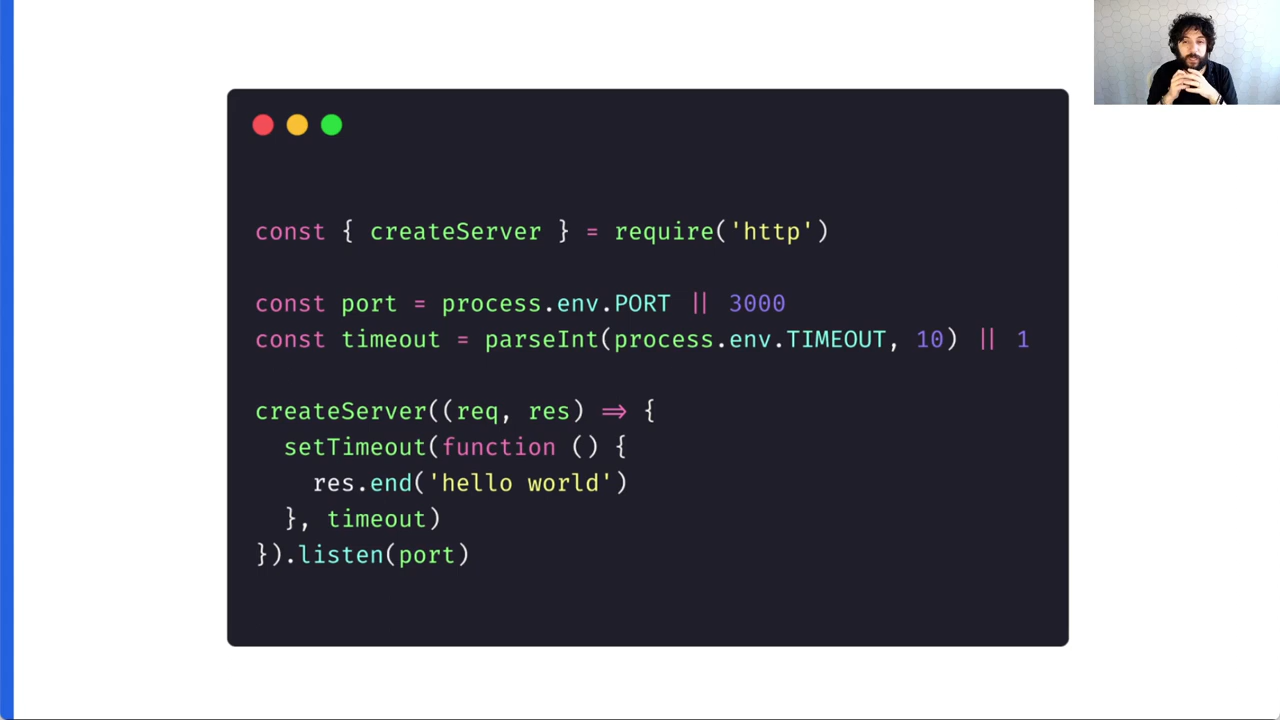 const { createServer } = require('http')
const port = process.env.PORT || 3000
const timeout = parseInt(process.env.TIMEOUT, 10) || 1
createServer((req, res) => {
  setTimeout(function () {
    res.end('hello world')
  }, timeout)
}).listen(port)